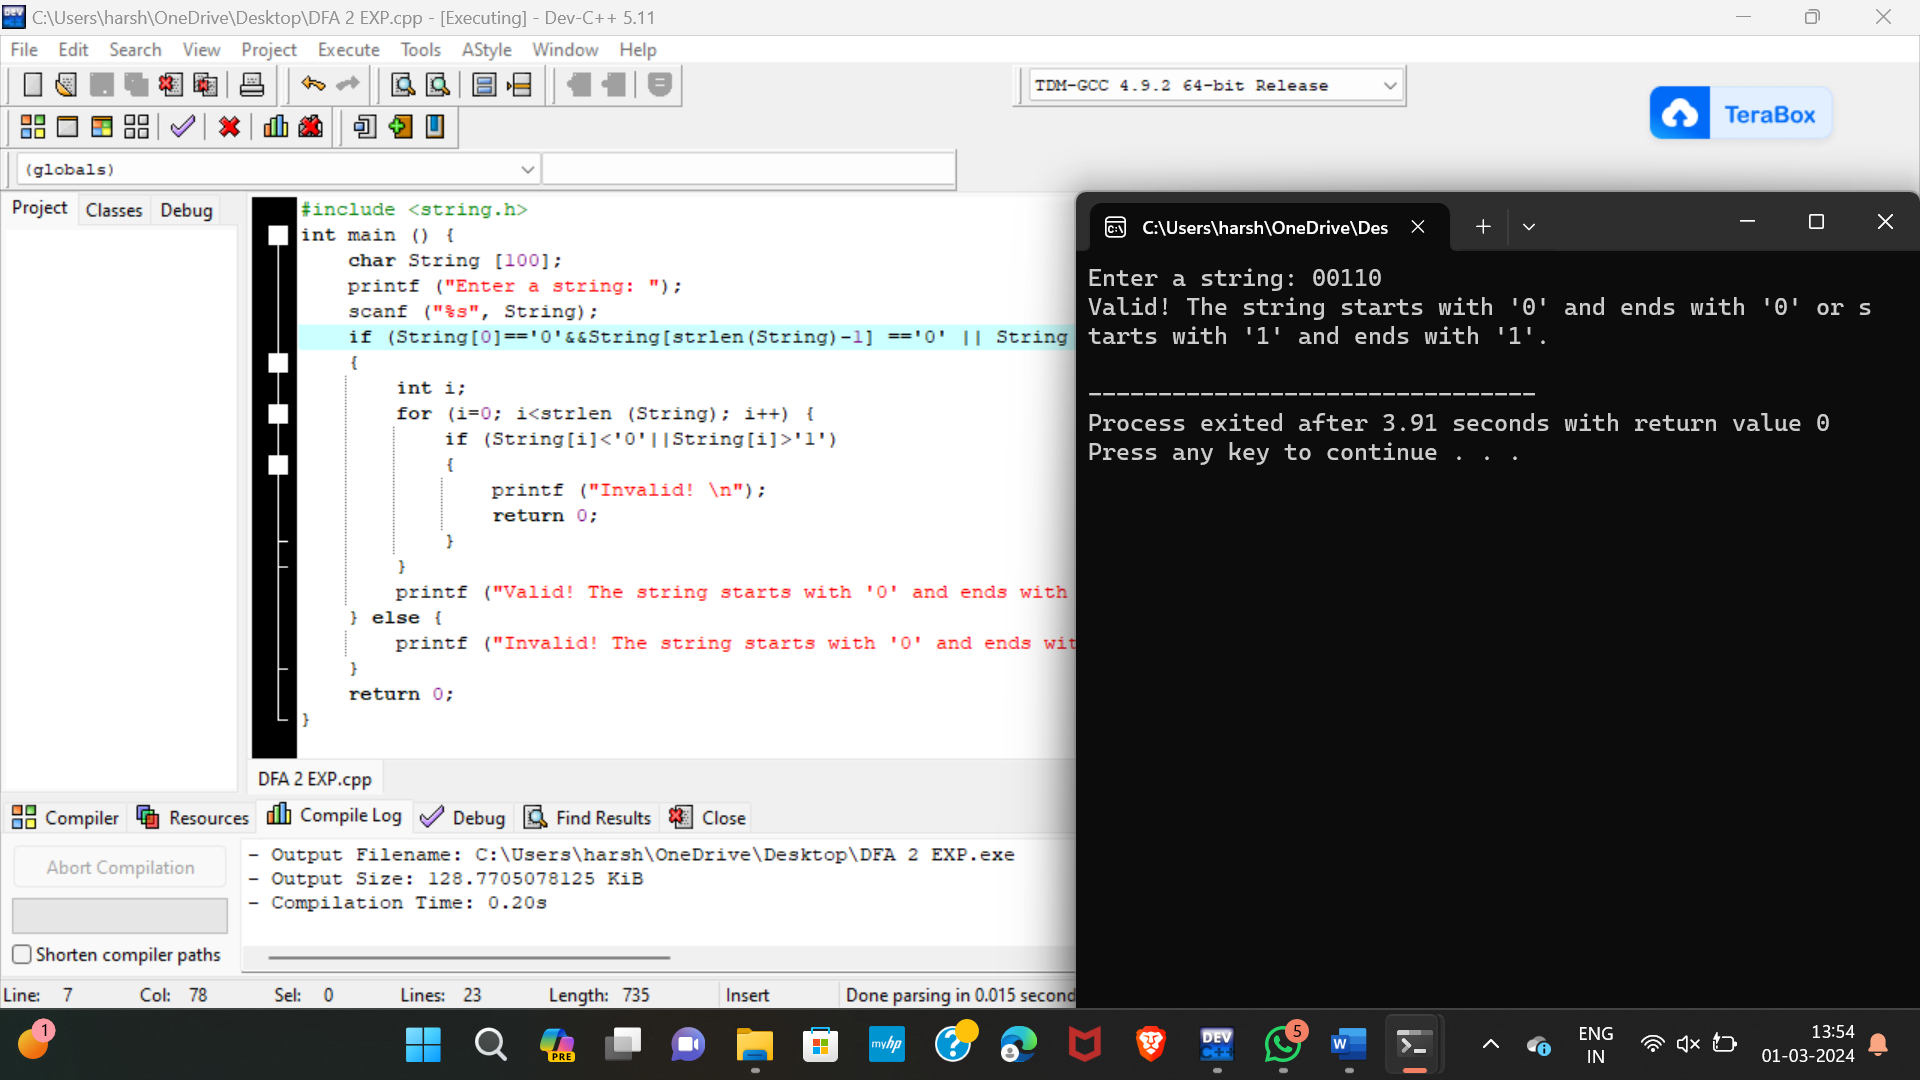 C:\Users\harsh\OneDrive\Desktop\DFA 2 EXP.cpp - [Executing] - Dev-C++ 5.11
File Edit Search View Project Execute Tools AStyle Window Help
TDM-GCC 4.9.2 64-bit Release
TeraBox
(globals)
Project Classes Debug
#include <string.h>
int main () {
char String [100];
printf ("Enter a string: ");
scanf ("%s", String);
if (String[0]=='0'&&String[strlen(String)-1] =='0' || String
{
int i;
for (i=0; i<strlen (String); i++) {
if (String[i]<'0'||String[i]>'1')
{
printf ("Invalid! \n");
return 0;
}
}
printf ("Valid! The string starts with '0' and ends with
} else {
printf ("Invalid! The string starts with '0' and ends wit
}
return 0;
}
C:\Users\harsh\OneDrive\Des
Enter a string: 00110
Valid! The string starts with '0' and ends with '0' or s
tarts with '1' and ends with '1'.
--------------------------------
Process exited after 3.91 seconds with return value 0
Press any key to continue . . .
DFA 2 EXP.cpp
Compiler Resources Compile Log Debug Find Results Close
Abort Compilation
Shorten compiler paths
- Output Filename: C:\Users\harsh\OneDrive\Desktop\DFA 2 EXP.exe
- Output Size: 128.7705078125 KiB
- Compilation Time: 0.20s
Line: 7 Col: 78 Sel: 0 Lines: 23 Length: 735 Insert Done parsing in 0.015 second
1
PRE
myhp
DEV C++
5
W
ENG
IN
13:54
01-03-2024